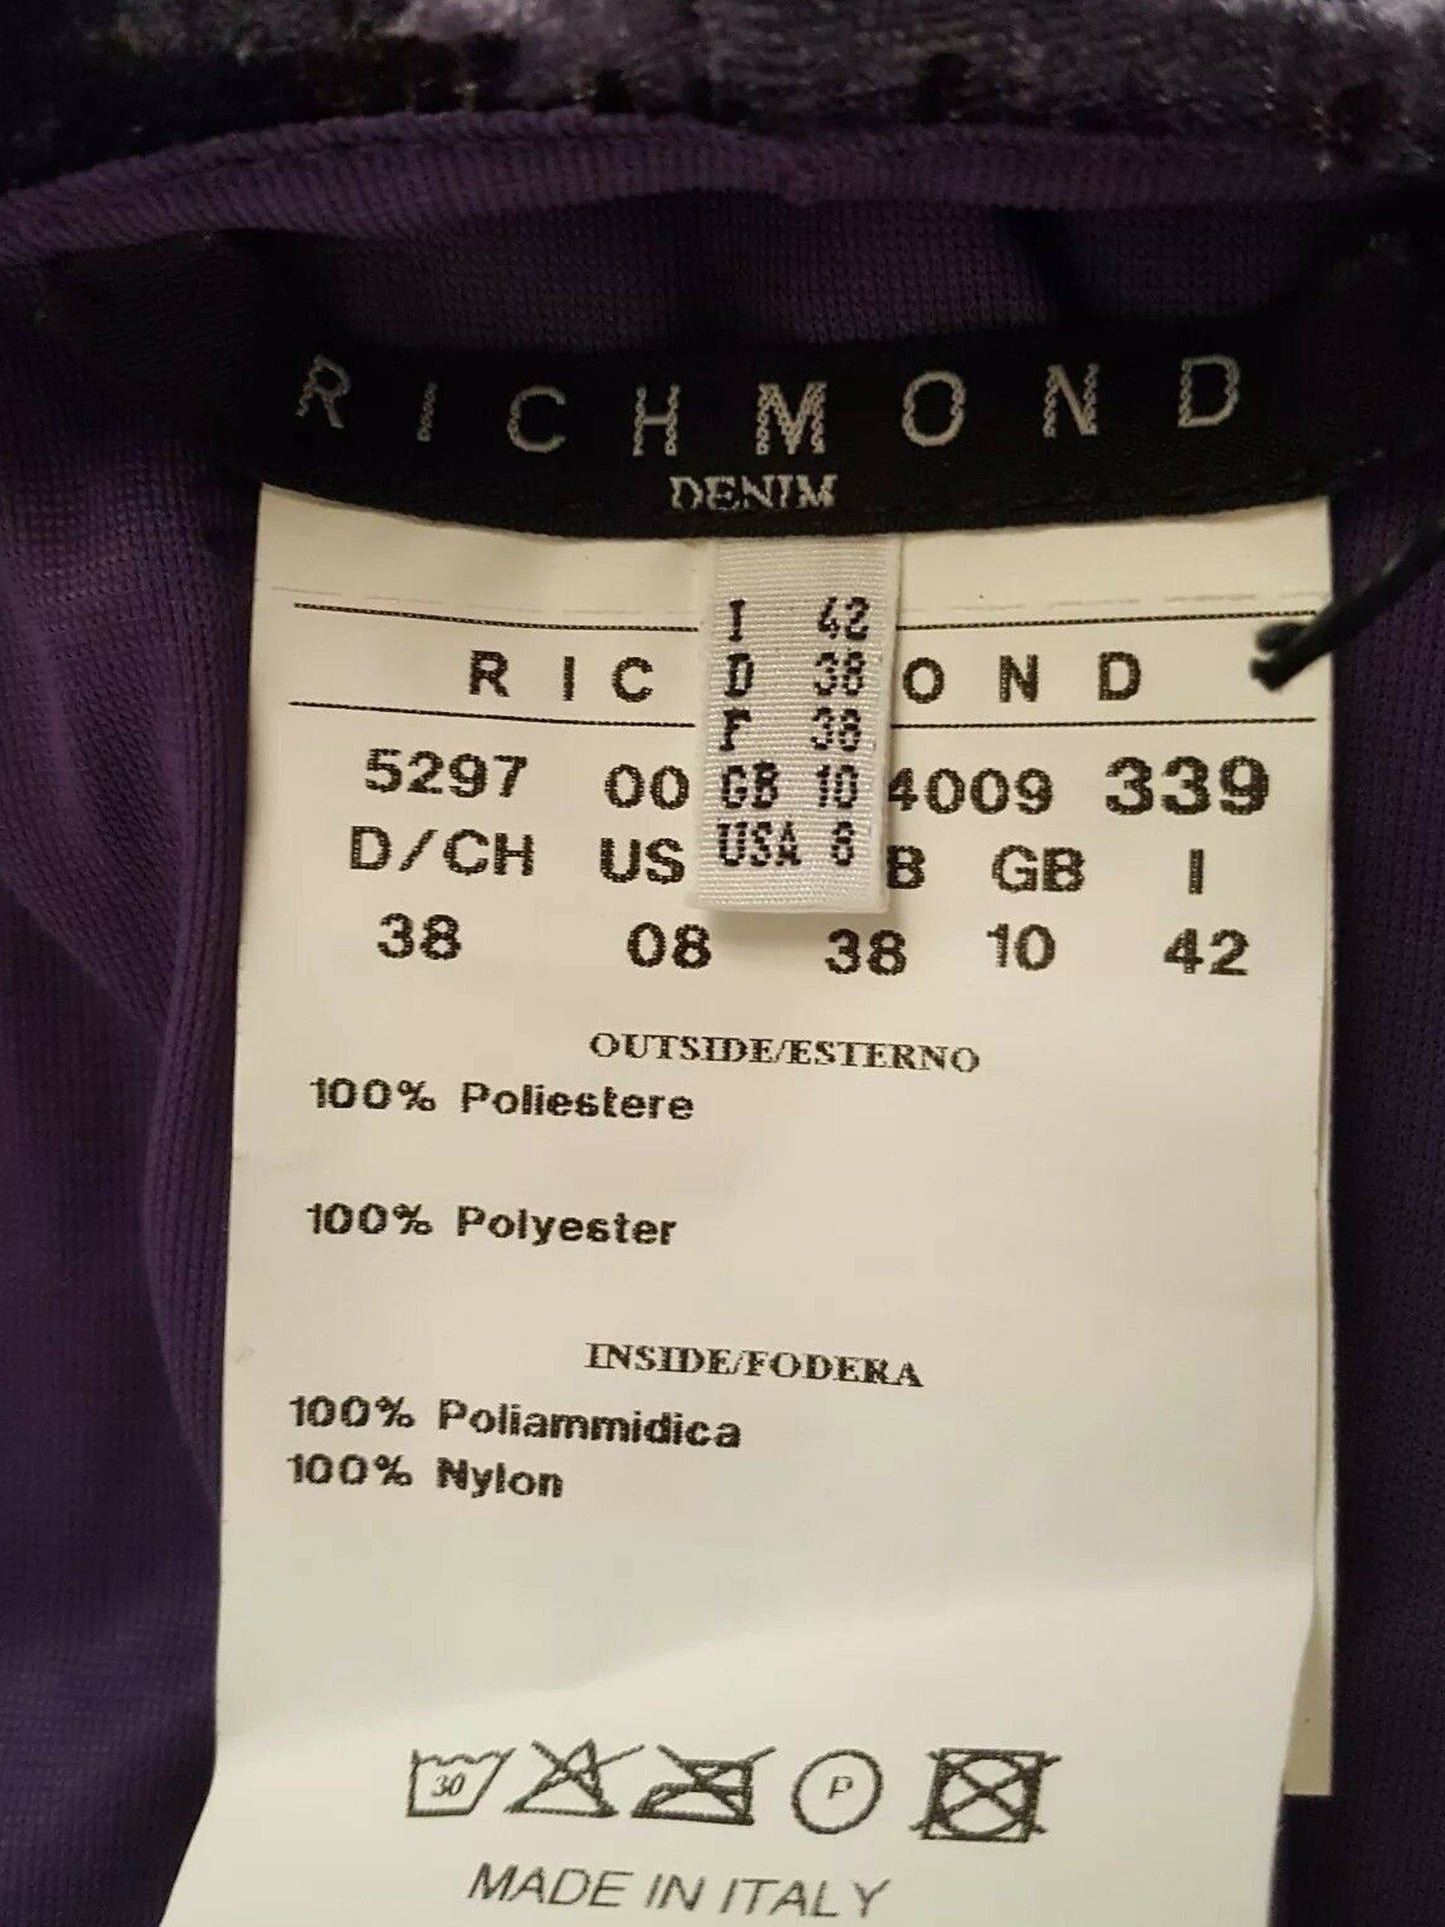 RICHMOND
DENIM
I 42
D 38
F 38
GB 10
USA 8
RIC OND
5297 00 4009 339
D/CH US B GB I
38 08 38 10 42
OUTSIDE/ESTERNO
100% Poliestere
100% Polyester
INSIDE/FODERA
100% Poliammidica
100% Nylon
30 P
MADE IN ITALY